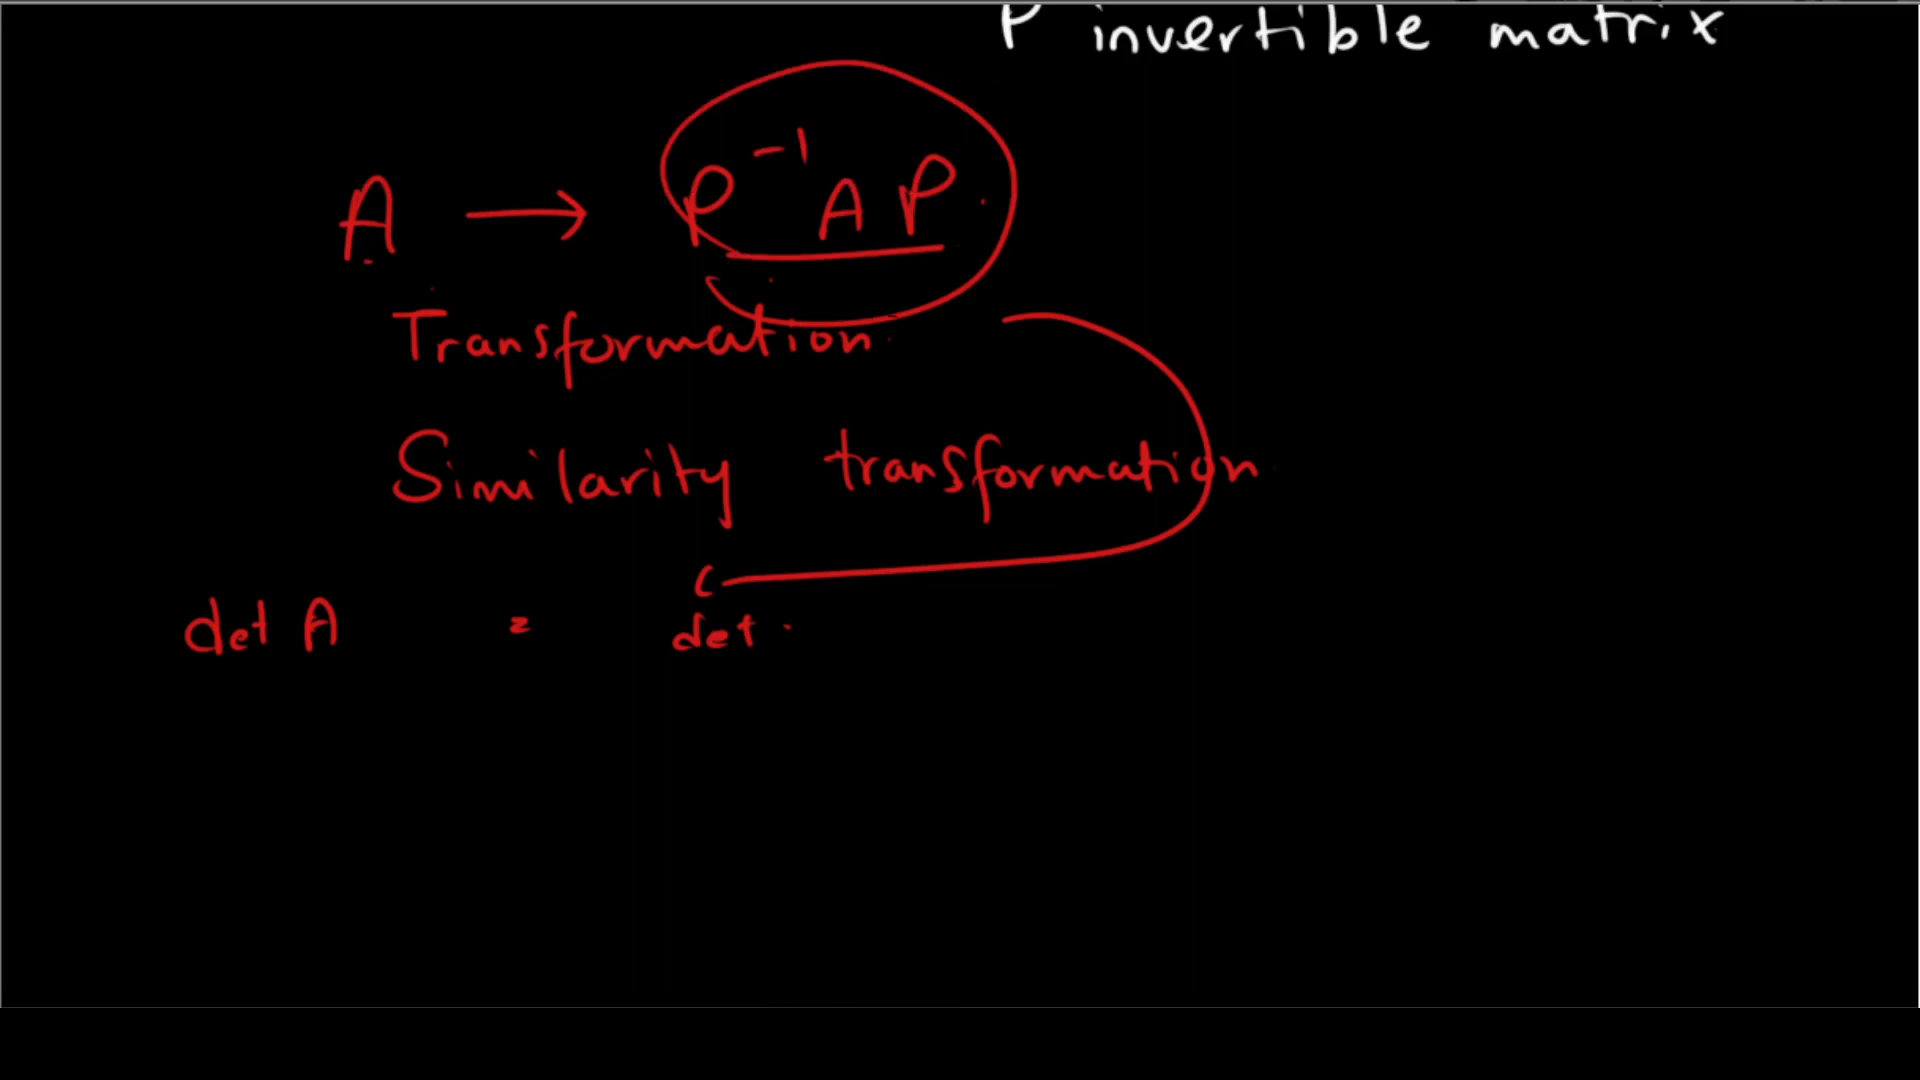 P invertible matrix
A → P⁻¹AP.
Transformation
Similarity transformation
det A = det